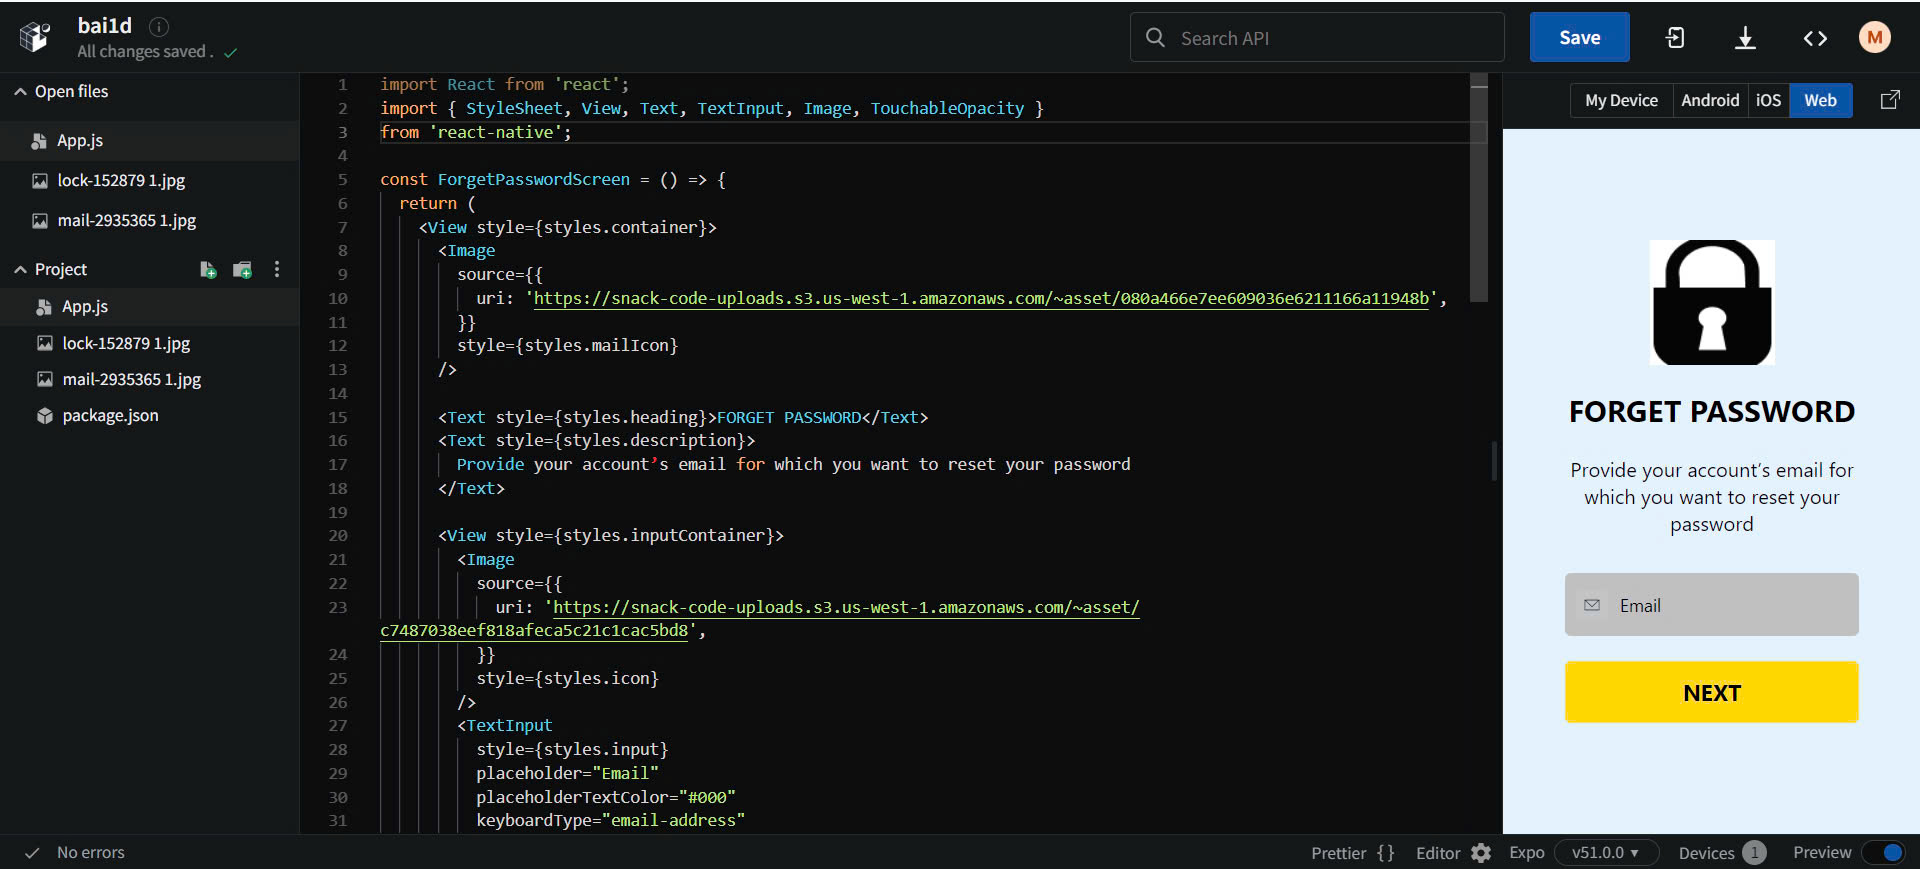 bai1d
All changes saved .
Search API
Save
M
Open files
App.js
lock-152879 1.jpg
mail-2935365 1.jpg
Project
App.js
lock-152879 1.jpg
mail-2935365 1.jpg
package.json
1 import React from 'react';
2 import { StyleSheet, View, Text, TextInput, Image, TouchableOpacity }
3 from 'react-native';
4
5 const ForgetPasswordScreen = () => {
6 return (
7 <View style={styles.container}>
8 <Image
9 source={{
10 uri: 'https://snack-code-uploads.s3.us-west-1.amazonaws.com/~asset/080a466e7ee609036e6211166a11948b',
11 }}
12 style={styles.mailIcon}
13 />
14
15 <Text style={styles.heading}>FORGET PASSWORD</Text>
16 <Text style={styles.description}>
17 Provide your account’s email for which you want to reset your password
18 </Text>
19
20 <View style={styles.inputContainer}>
21 <Image
22 source={{
23 uri: 'https://snack-code-uploads.s3.us-west-1.amazonaws.com/~asset/
c7487038eef818afeca5c21c1cac5bd8',
24 }}
25 style={styles.icon}
26 />
27 <TextInput
28 style={styles.input}
29 placeholder="Email"
30 placeholderTextColor="#000"
31 keyboardType="email-address"
My Device Android iOS Web
FORGET PASSWORD
Provide your account’s email for
which you want to reset your
password
Email
NEXT
No errors
Prettier {} Editor Expo v51.0.0 ▾ Devices 1 Preview